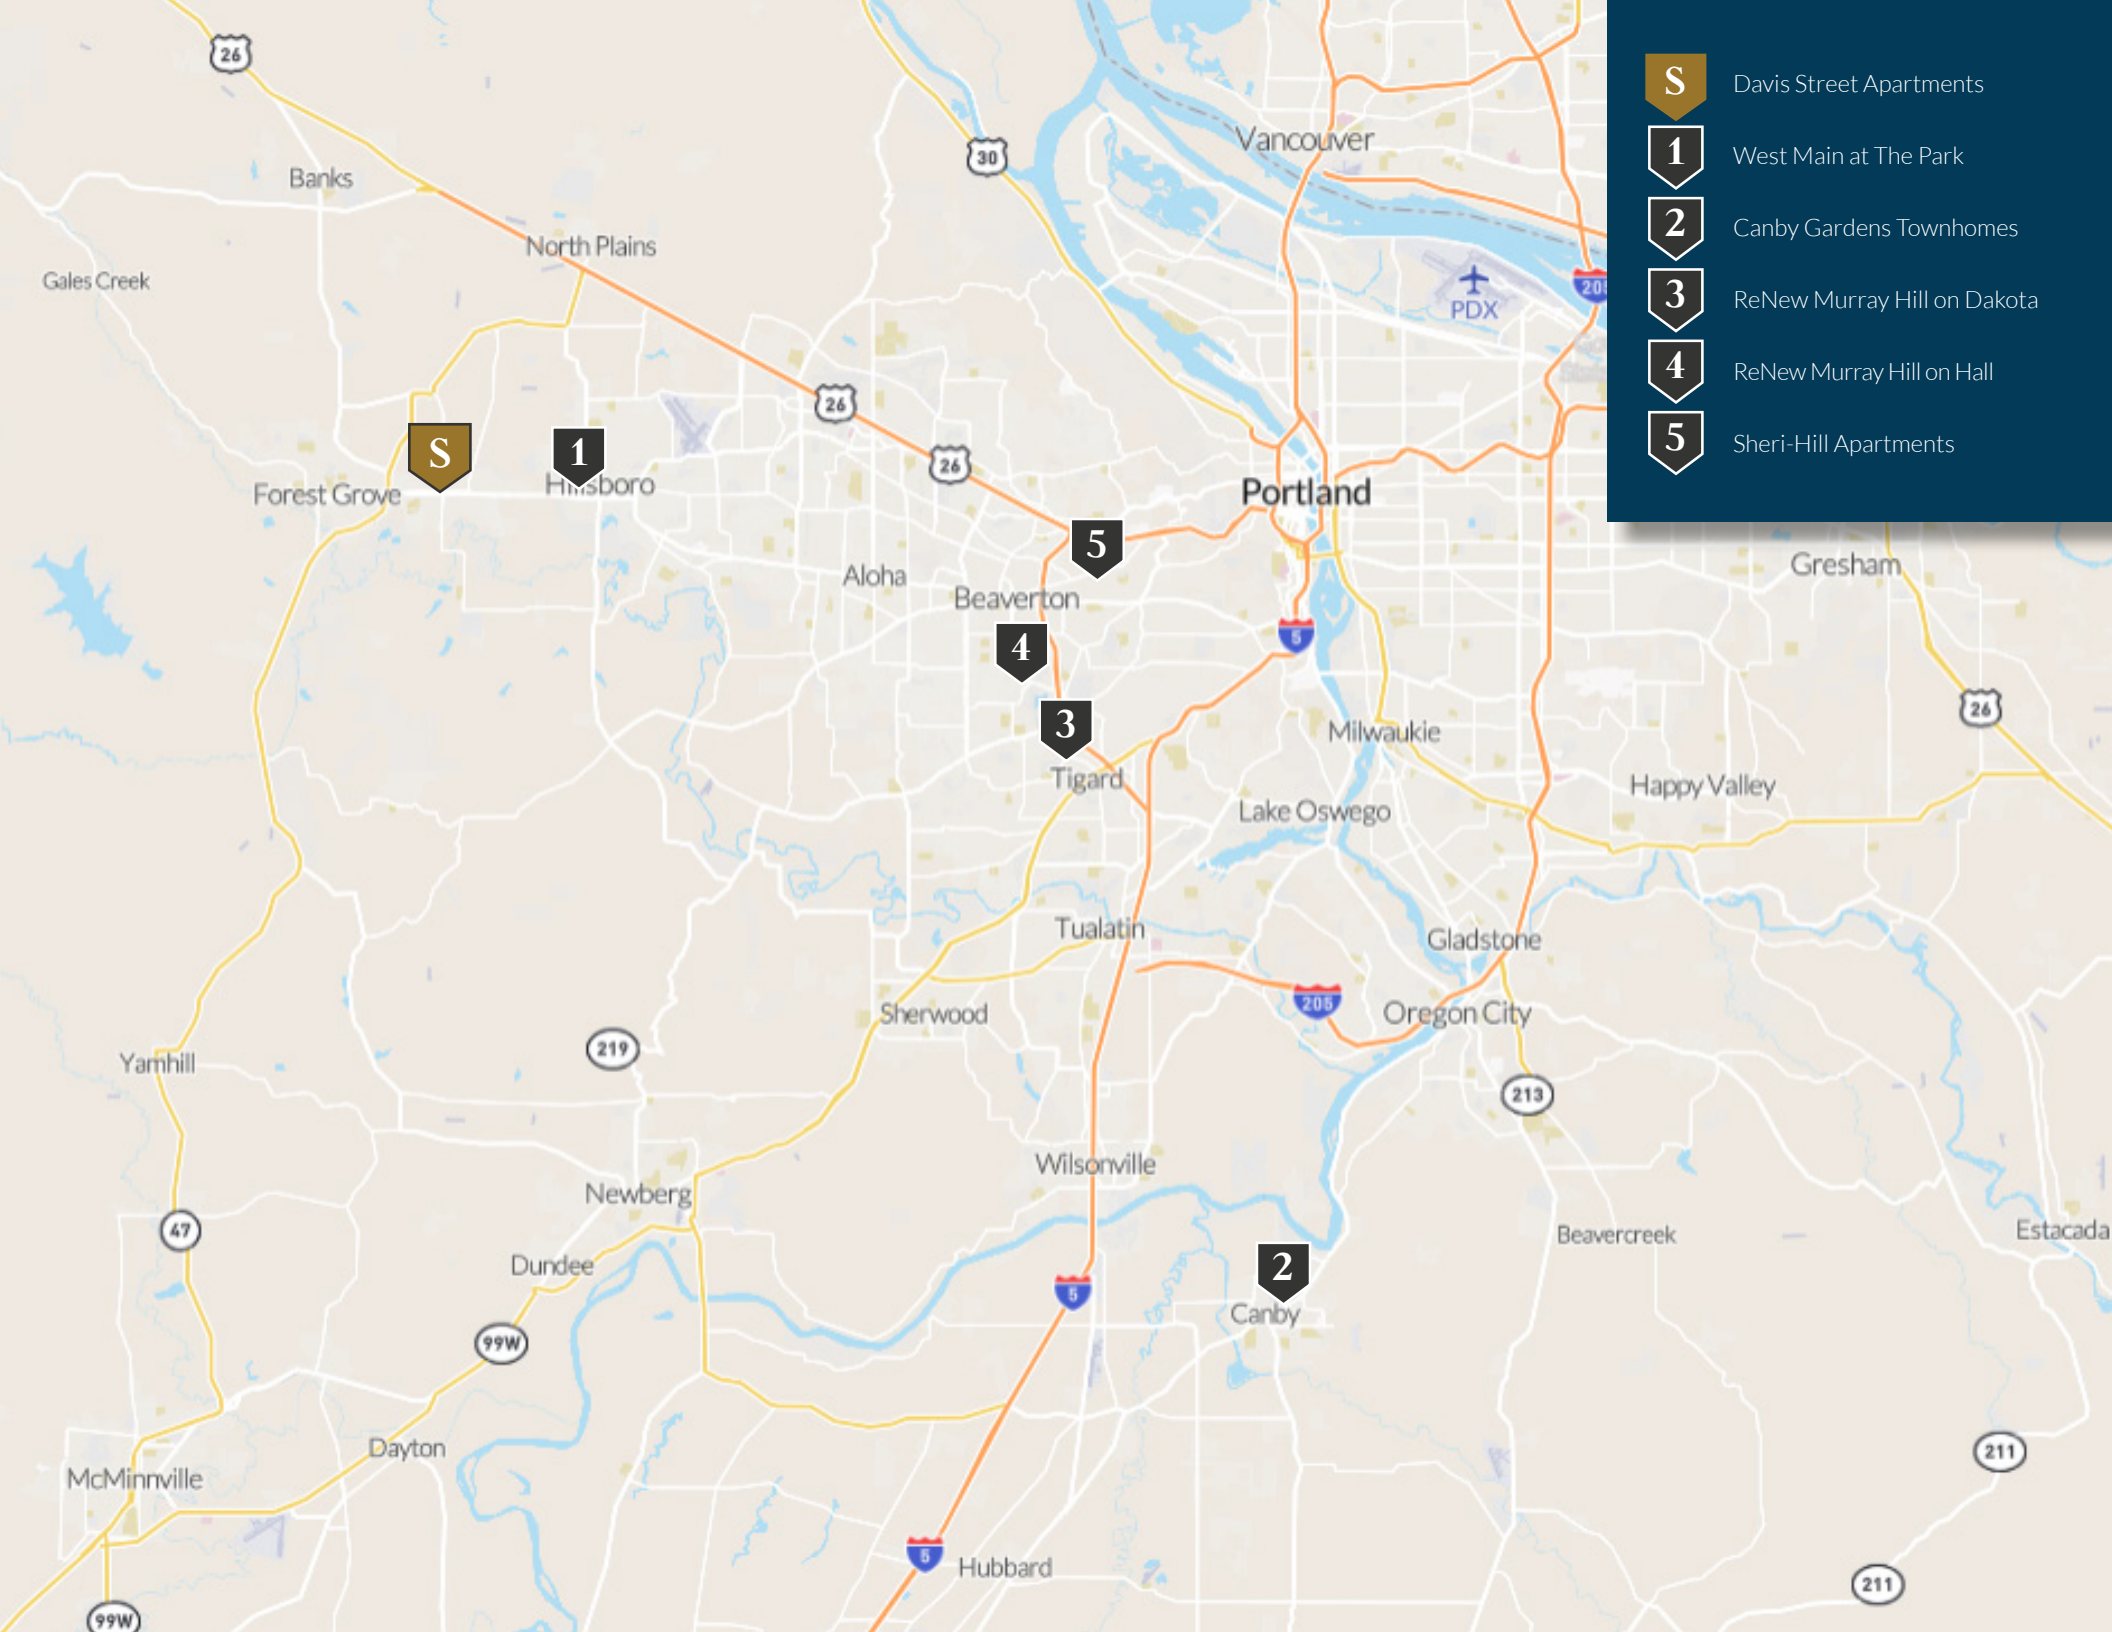 S Davis Street Apartments
1 West Main at The Park
2 Canby Gardens Townhomes
3 ReNew Murray Hill on Dakota
4 ReNew Murray Hill on Hall
5 Sheri-Hill Apartments
26
30
Vancouver
Banks
North Plains
Gales Creek
205
PDX
26
S
1
26
Hillsboro
Forest Grove
Portland
5
Gresham
Aloha
Beaverton
5
4
26
3
Milwaukie
Tigard
Happy Valley
Lake Oswego
Tualatin
Gladstone
205
Sherwood
Oregon City
219
Yamhill
213
Wilsonville
Newberg
47
Beavercreek
Estacada
Dundee
2
5
Canby
99W
Dayton
211
McMinnville
5
Hubbard
211
99W